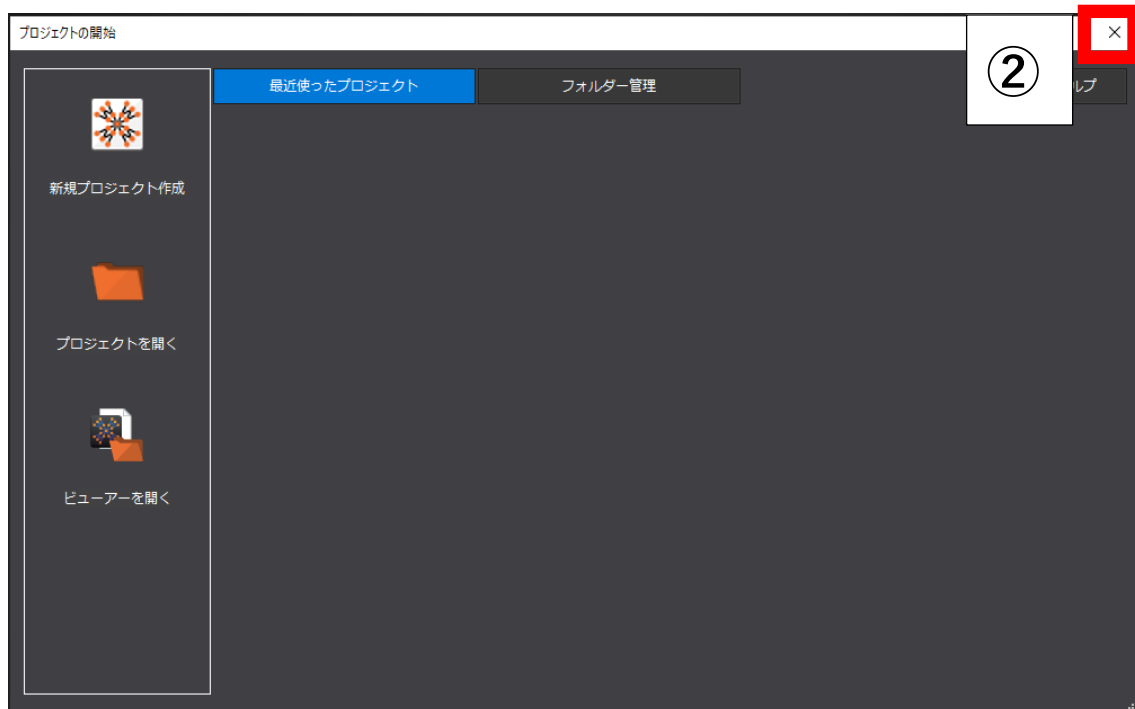 プロジェクトの開始
②
最近使ったプロジェクト
フォルダー管理
ルプ
新規プロジェクト作成
プロジェクトを開く
ビューアーを開く